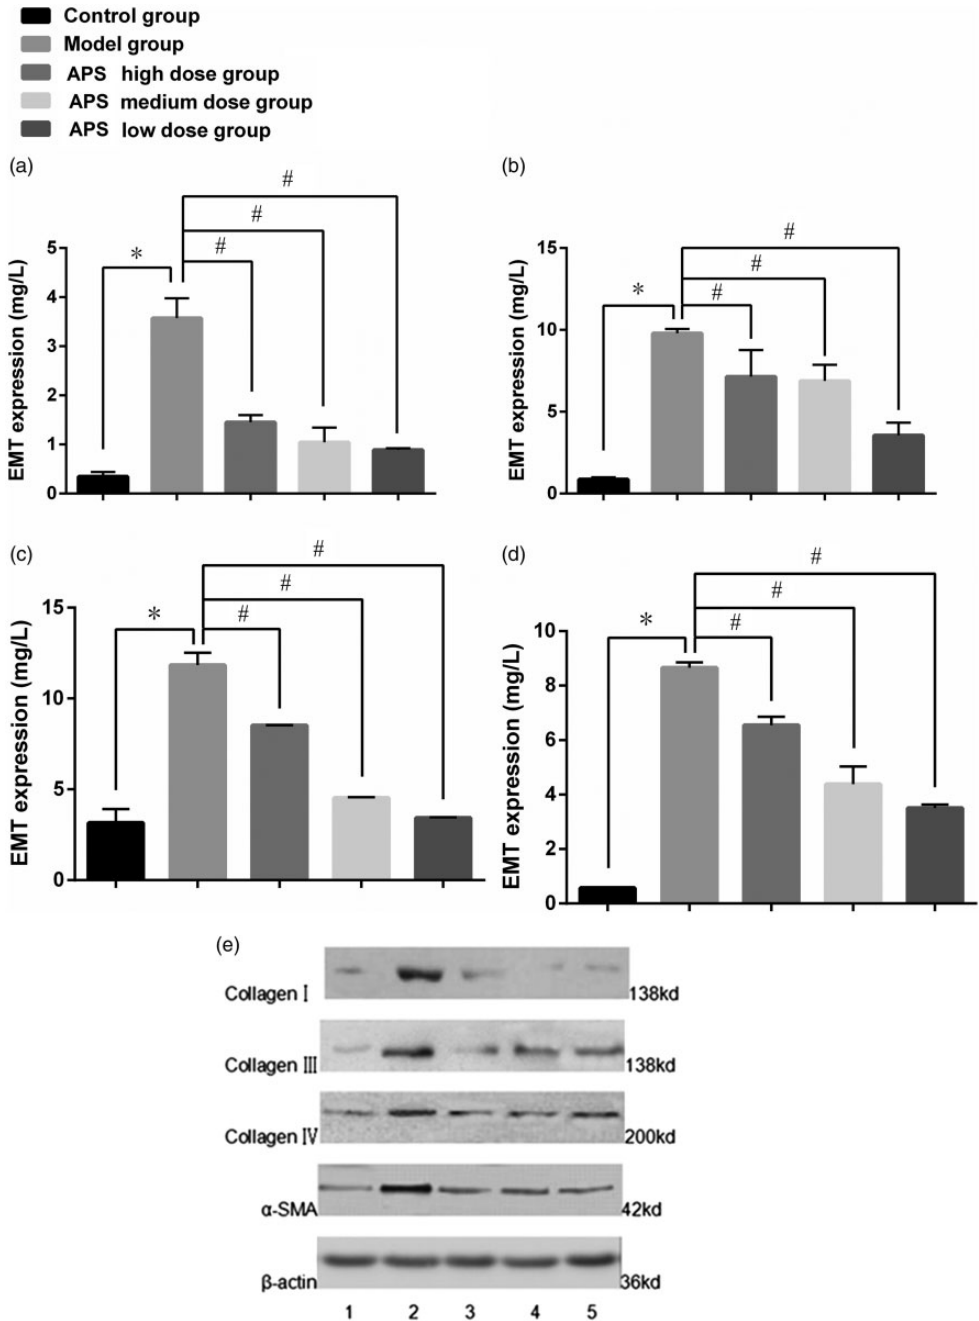 Control group
Model group
APS high dose group
APS medium dose group
APS low dose group
(a)
#
#
*
#
5
4
3
2
1
0
EMT expression (mg/L)
(b)
#
#
*
#
15
10
5
0
EMT expression (mg/L)
(c)
#
#
*
#
15
10
5
0
EMT expression (mg/L)
(d)
#
#
*
#
10
8
6
4
2
0
EMT expression (mg/L)
(e)
Collagen Ⅰ 138kd
Collagen Ⅲ 138kd
Collagen Ⅳ 200kd
α-SMA 42kd
β-actin 36kd
1 2 3 4 5